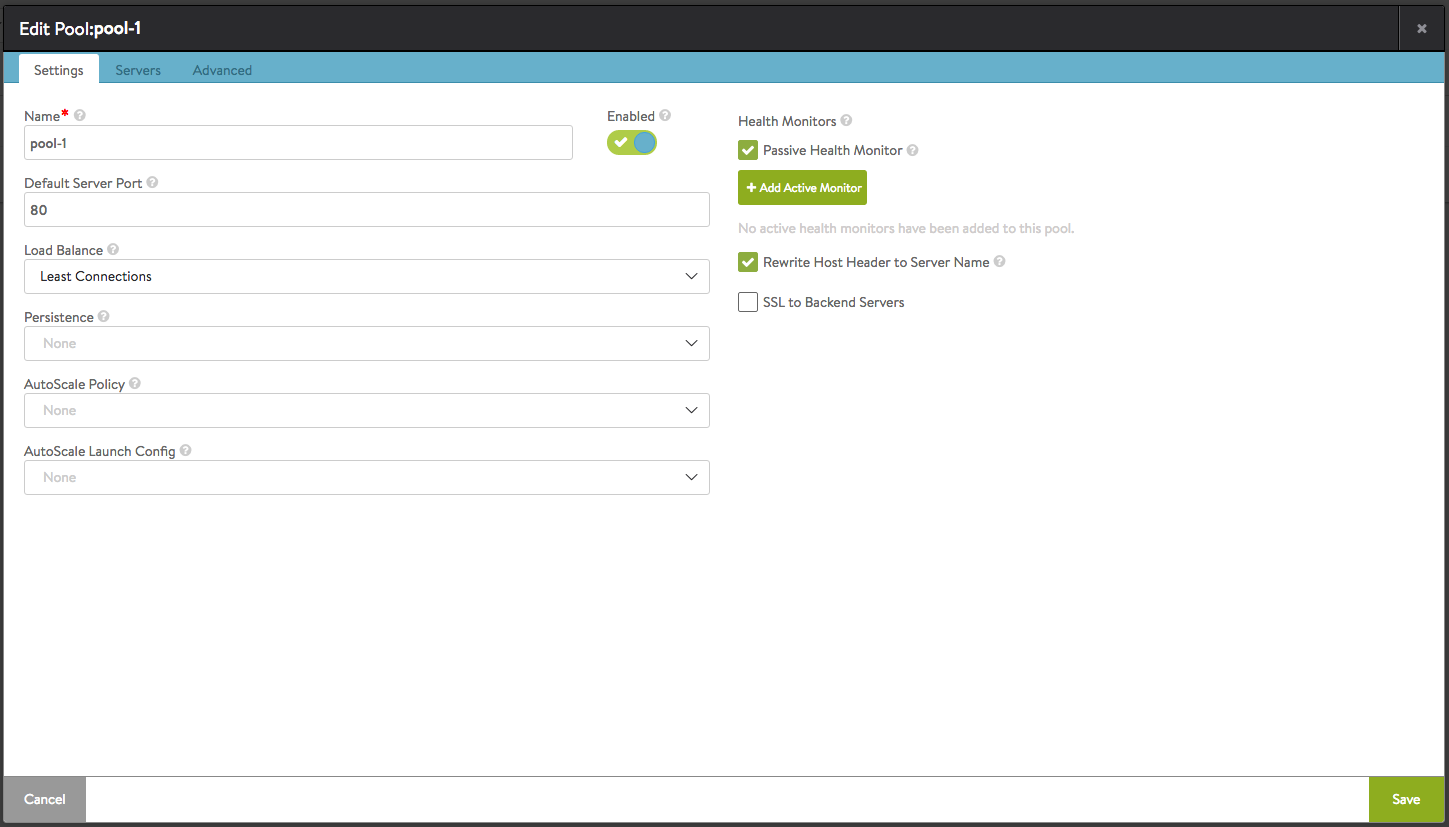 Edit Pool:pool-1
Settings
Servers
Advanced
Name*
pool-1
Enabled
Default Server Port
80
Load Balance
Least Connections
Persistence
None
AutoScale Policy
None
AutoScale Launch Config
None
Health Monitors
Passive Health Monitor
+ Add Active Monitor
No active health monitors have been added to this pool.
Rewrite Host Header to Server Name
SSL to Backend Servers
Cancel
Save